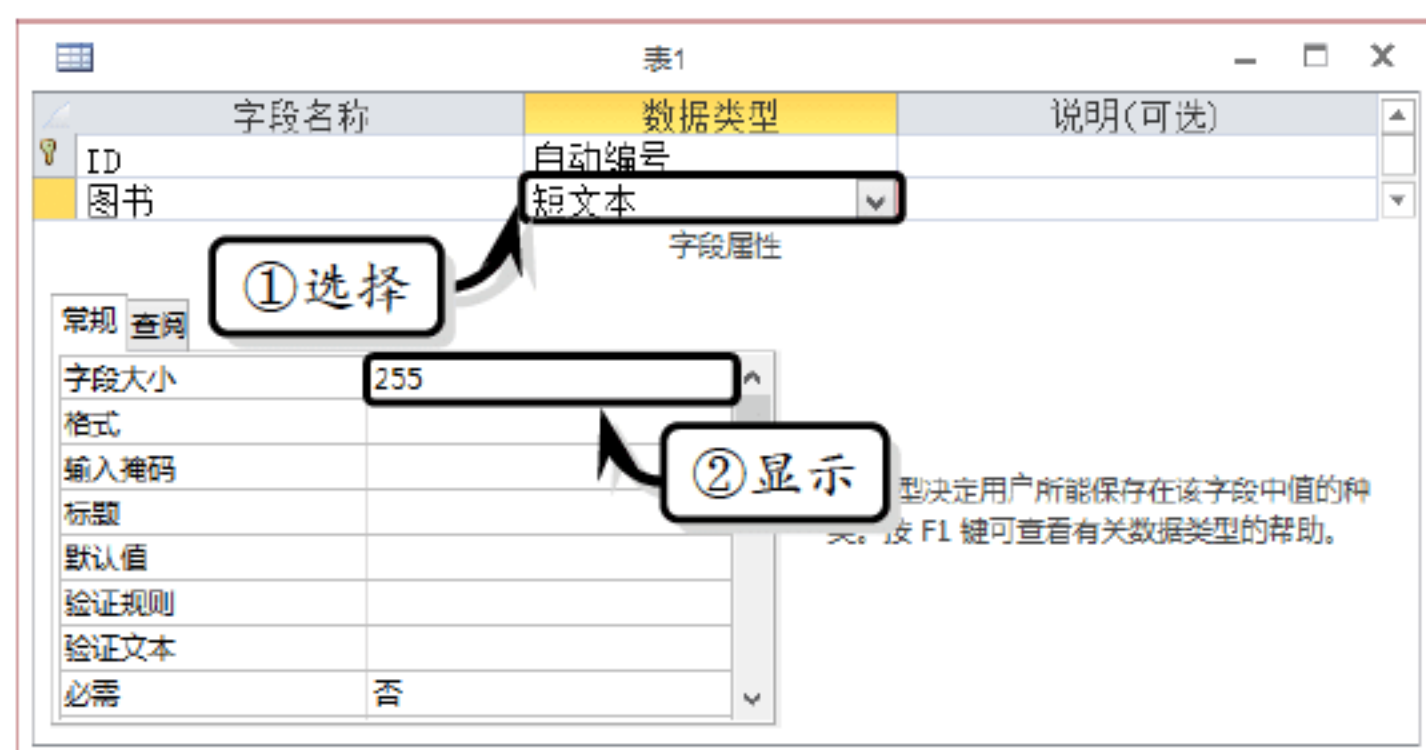 表1
字段名称 数据类型 说明(可选)
ID 自动编号
图书 短文本
字段属性
①选择
常规 查阅
字段大小 255
格式
②显示
输入掩码
型决定用户所能保存在该字段中值的种
标题
类。按 F1 键可查看有关数据类型的帮助。
默认值
验证规则
验证文本
必需 否